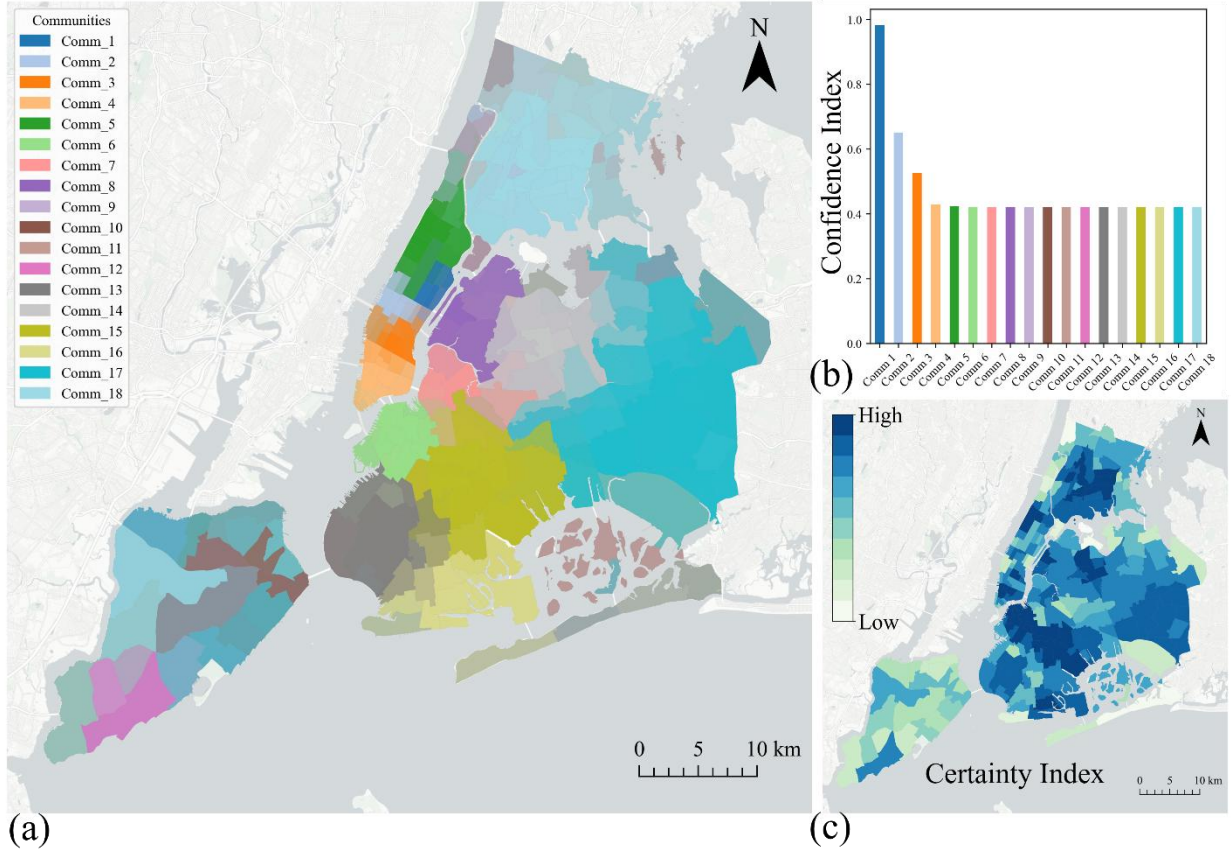 Communities
Comm_1
Comm_2
Comm_3
Comm_4
Comm_5
Comm_6
Comm_7
Comm_8
Comm_9
Comm_10
Comm_11
Comm_12
Comm_13
Comm_14
Comm_15
Comm_16
Comm_17
Comm_18
N
0 5 10 km
(a)
Confidence Index
1.0
0.8
0.6
0.4
0.2
0.0
Comm 1
Comm 2
Comm 3
Comm 4
Comm 5
Comm 6
Comm 7
Comm 8
Comm 9
Comm 10
Comm 11
Comm 12
Comm 13
Comm 14
Comm 15
Comm 16
Comm 17
Comm 18
(b)
High
Low
N
Certainty Index
0 5 10 km
(c)